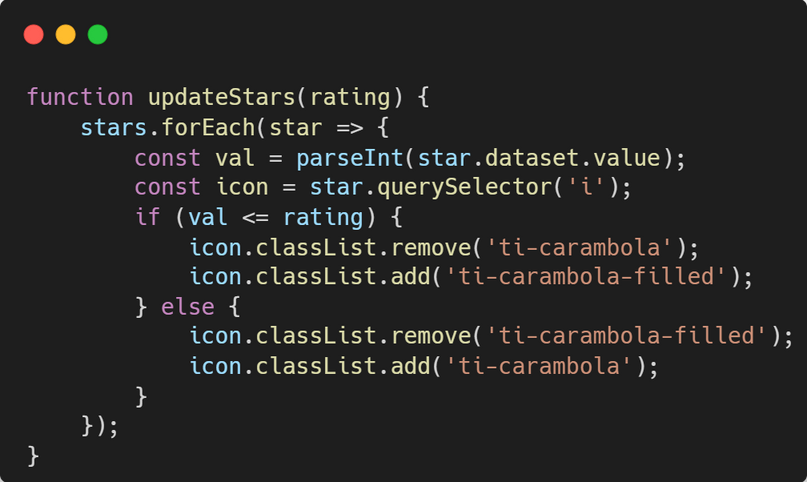 function updateStars(rating) {
    stars.forEach(star => {
        const val = parseInt(star.dataset.value);
        const icon = star.querySelector('i');
        if (val <= rating) {
            icon.classList.remove('ti-carambola');
            icon.classList.add('ti-carambola-filled');
        } else {
            icon.classList.remove('ti-carambola-filled');
            icon.classList.add('ti-carambola');
        }
    });
}